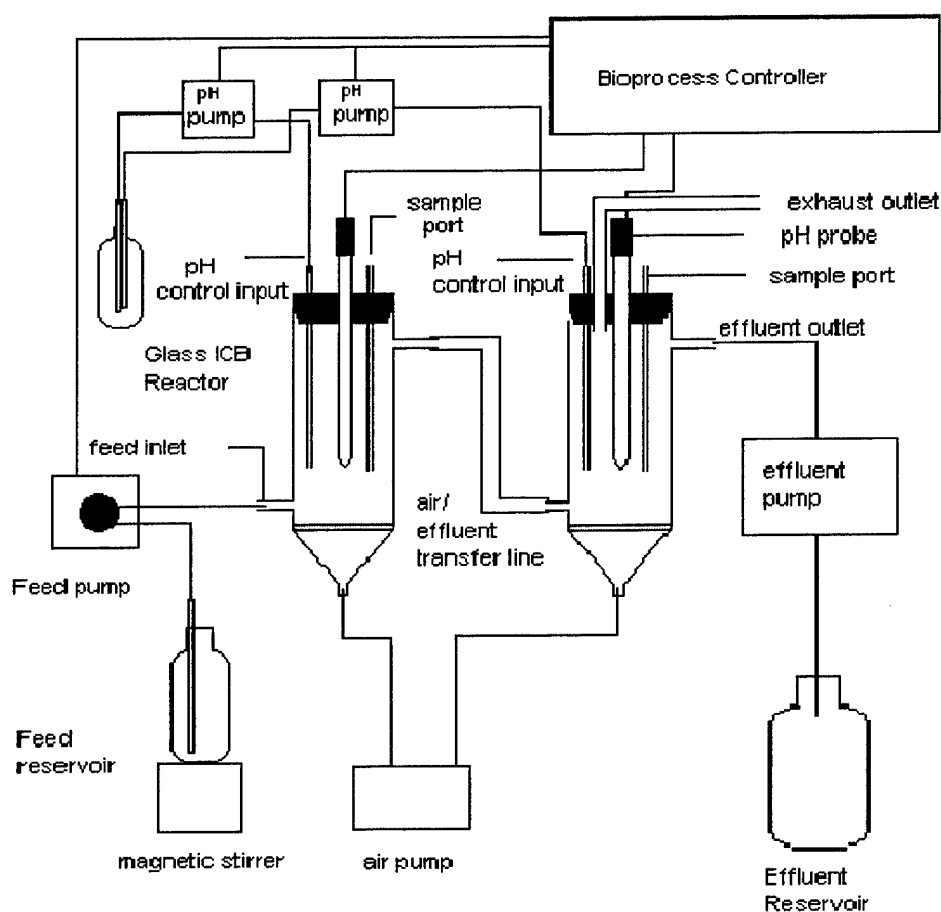 Bioprocess Controller
pH
pump
pH
pump
sample
port
exhaust outlet
pH probe
pH
control input
pH
control input
sample port
effluent outlet
Glass ICB
Reactor
feed inlet
effluent
pump
air/
effluent
transfer line
Feed pump
Feed
reservoir
magnetic stirrer
air pump
Effluent
Reservoir